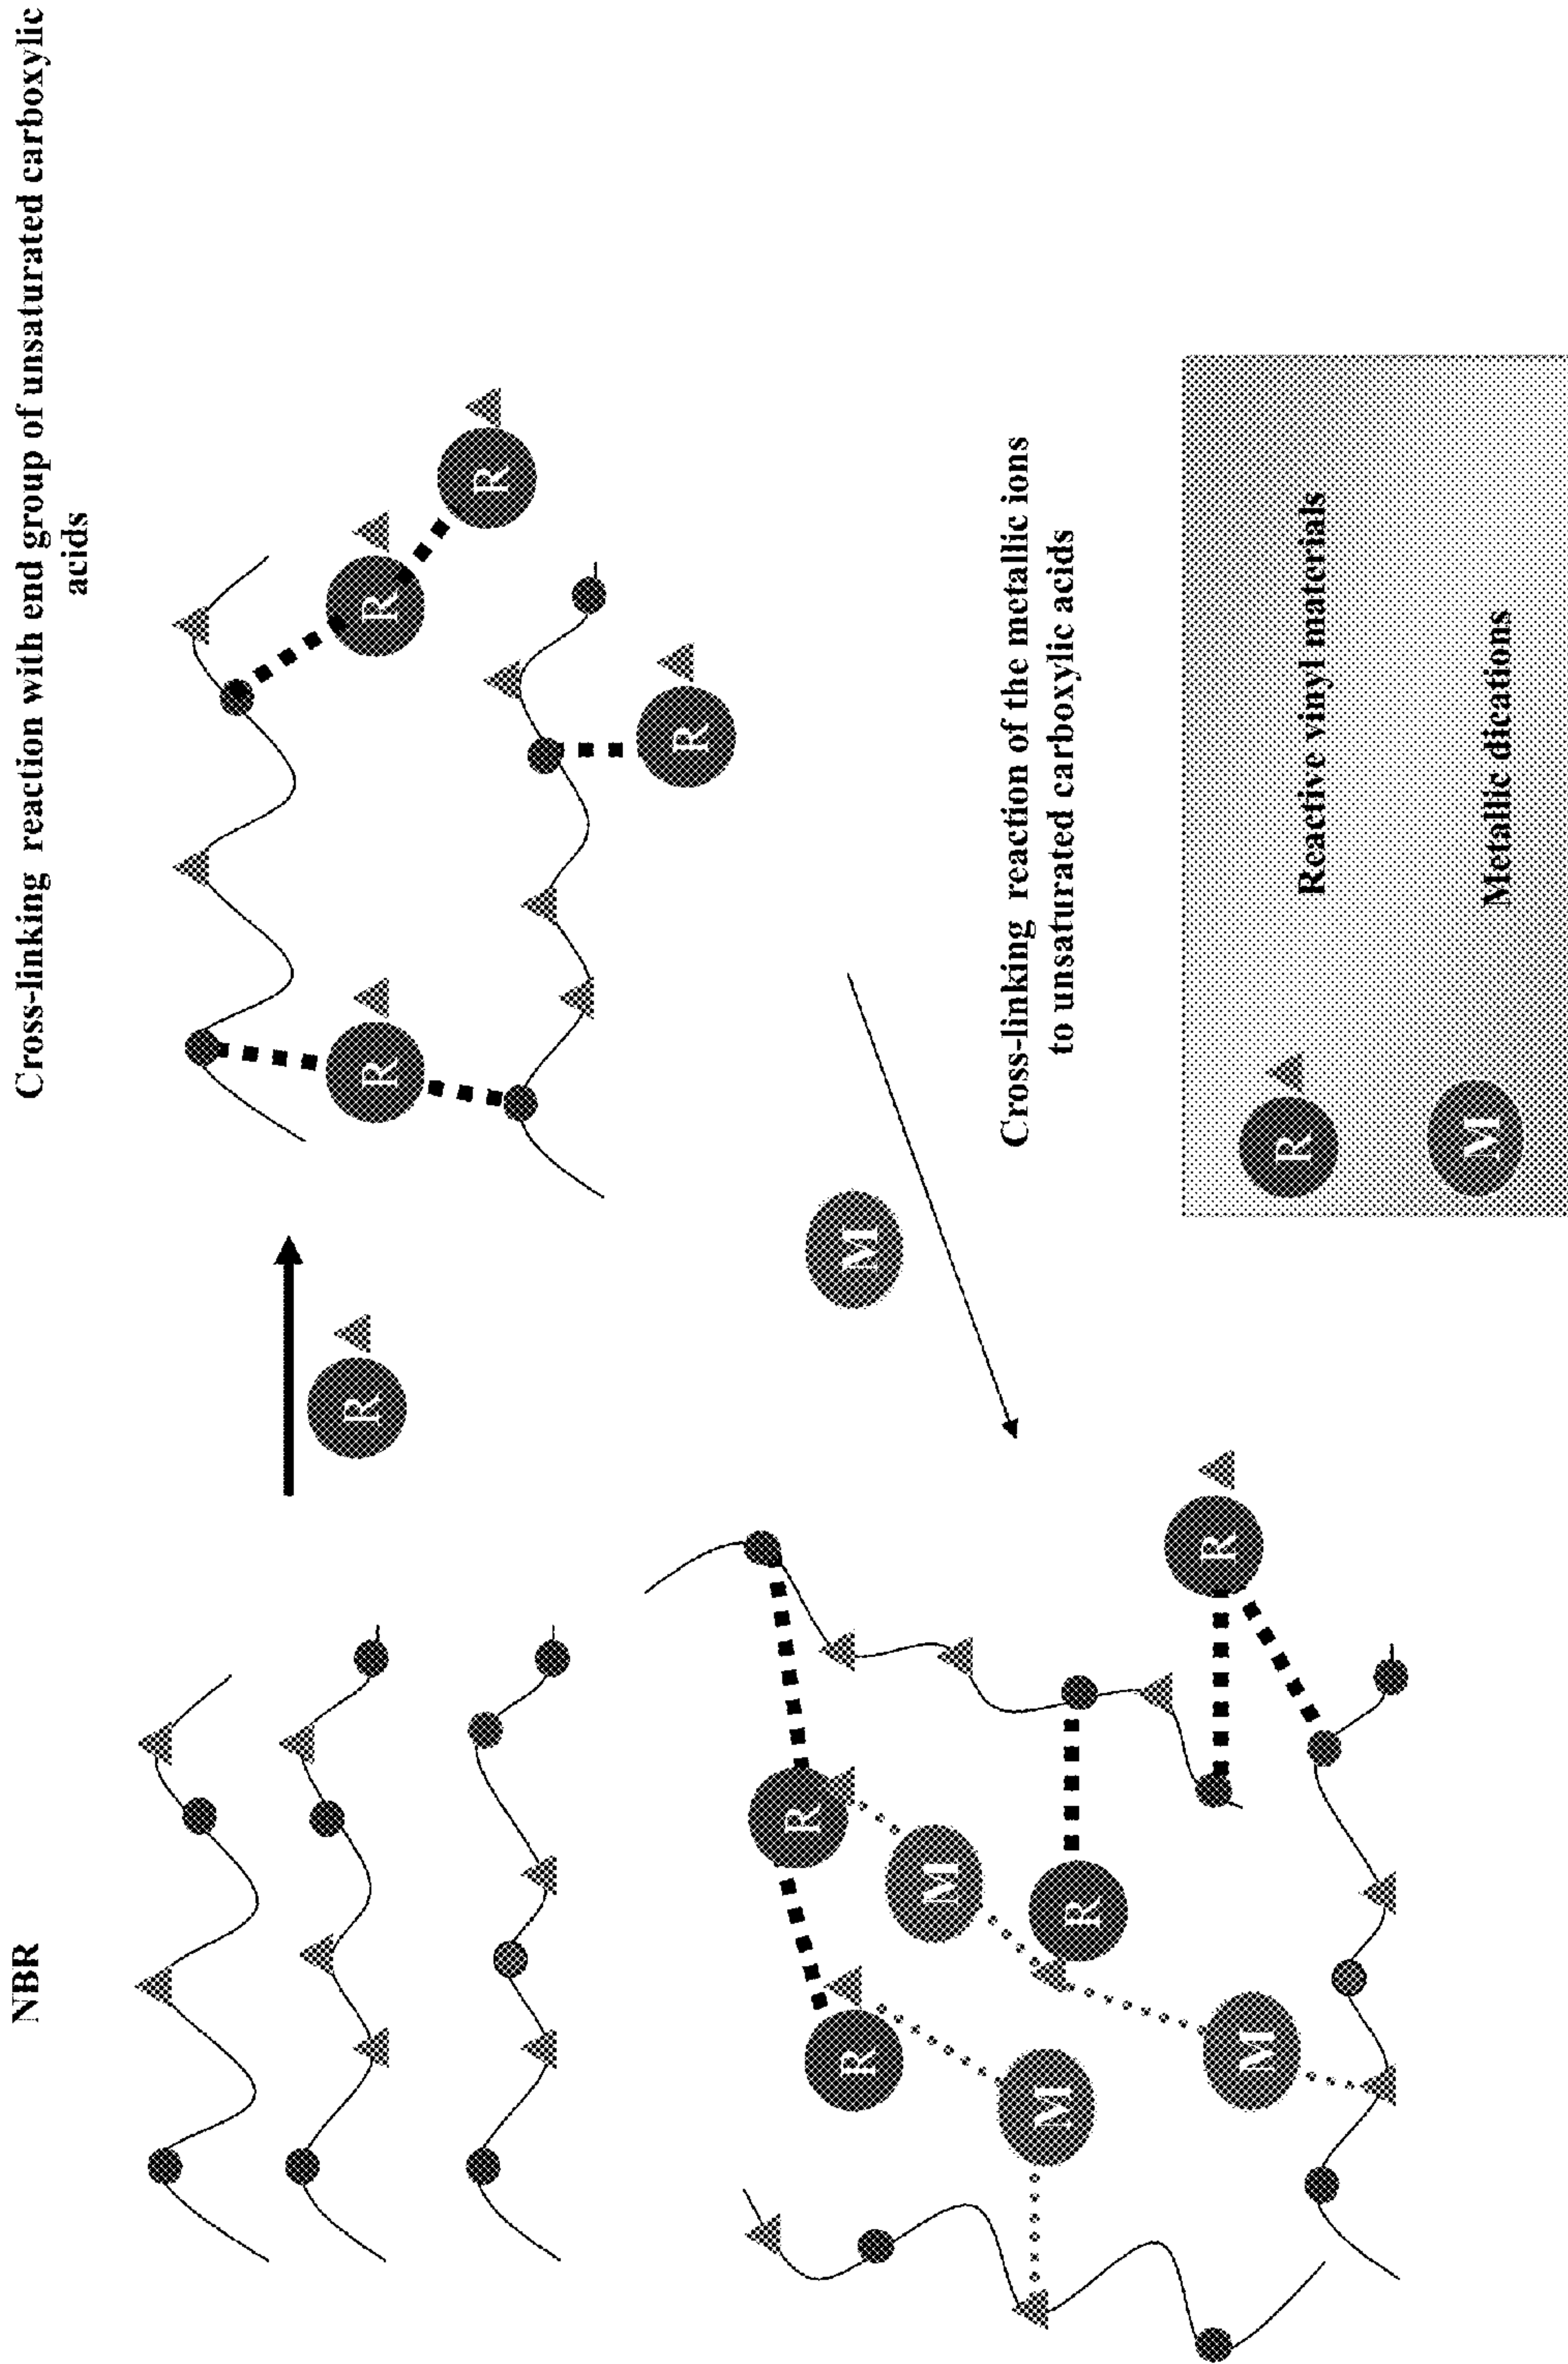 NBR
R
Cross-linking reaction with end group of unsaturated carboxylic
acids
R
R
R
R
M
Cross-linking reaction of the metallic ions
to unsaturated carboxylic acids
R
R
R
R
M
M
M
R Reactive vinyl materials
M Metallic dications